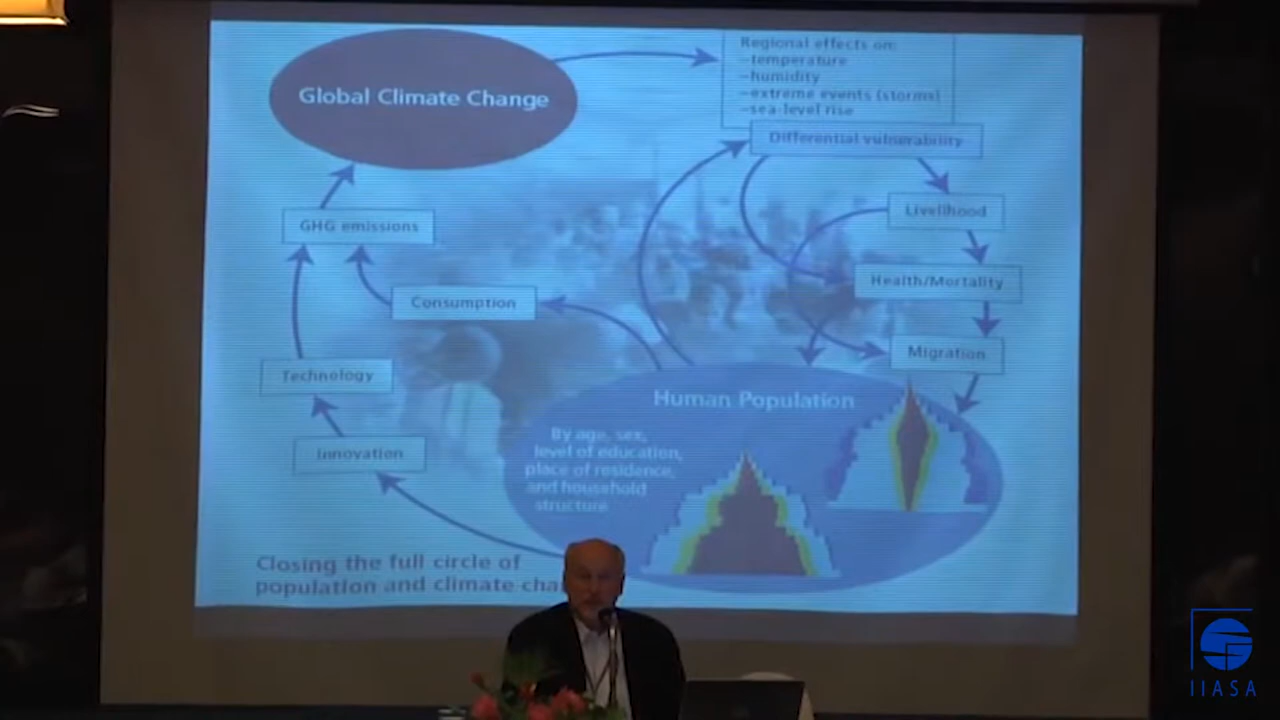 Global Climate Change
Regional effects on:
–temperature
–humidity
–extreme events (storms)
–sea-level rise
Differential vulnerability
Livelihood
GHG emissions
Health/Mortality
Consumption
Migration
Technology
Human Population
By age, sex,
level of education,
place of residence,
and household
structure
Innovation
Closing the full circle of
population and climate cha
IIASA